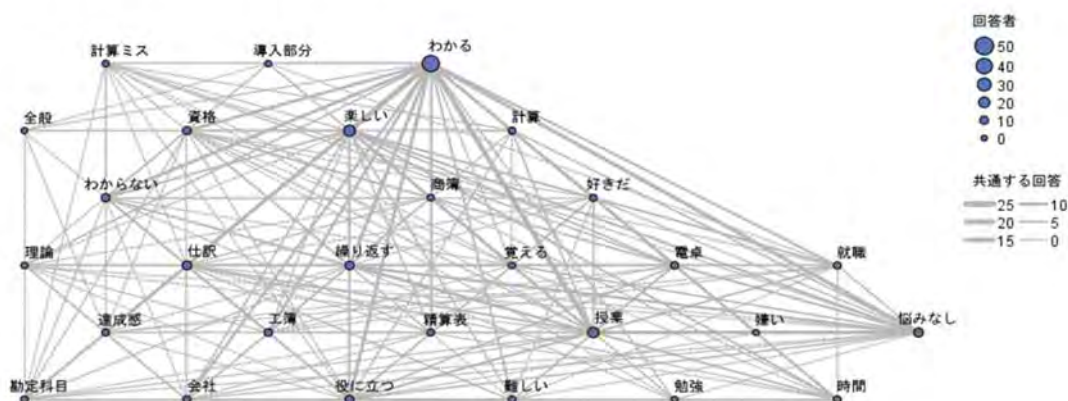 計算ミス 導入部分 わかる
全般 資格 楽しい 計算
わからない 商簿 好きだ
理論 仕訳 繰り返す 覚える 電卓 就職
達成感 工簿 精算表 授業 嫌い 悩みなし
勘定科目 会社 役に立つ 難しい 勉強 時間
回答者
50
40
30
20
10
0
共通する回答
25 10
20 5
15 0